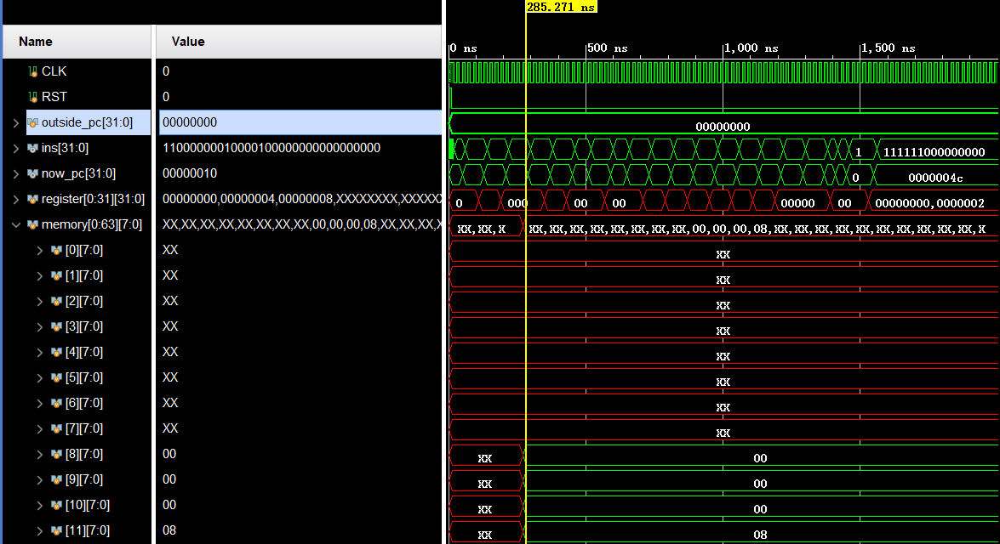 285.271 ns
Name Value 0 ns 500 ns 1,000 ns 1,500 ns
CLK 0
RST 0
outside_pc[31:0] 00000000 00000000
ins[31:0] 11000000010000100000000000000000 1 111111000000000
now_pc[31:0] 00000010 0 0000004c
register[0:31][31:0] 00000000,00000004,00000008,XXXXXXXX,XXXXX 0 000 00 00 00000 00 00000000,0000002
memory[0:63][7:0] XX,XX,XX,XX,XX,XX,XX,XX,00,00,00,08,XX,XX,XX,X XX,XX,X XX,XX,XX,XX,XX,XX,XX,XX,00,00,00,08,XX,XX,XX,XX,XX,XX,XX,XX,XX,XX,X
[0][7:0] XX XX
[1][7:0] XX XX
[2][7:0] XX XX
[3][7:0] XX XX
[4][7:0] XX XX
[5][7:0] XX XX
[6][7:0] XX XX
[7][7:0] XX XX
[8][7:0] 00 XX 00
[9][7:0] 00 XX 00
[10][7:0] 00 XX 00
[11][7:0] 08 XX 08